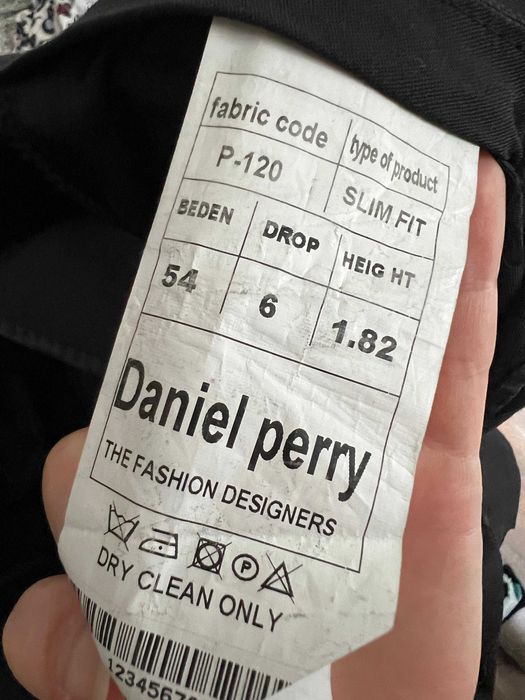 fabric code type of product
P-120 SLIM FIT
BEDEN DROP HEIG HT
54 6 1.82
Daniel perry
THE FASHION DESIGNERS
P
DRY CLEAN ONLY
1234567